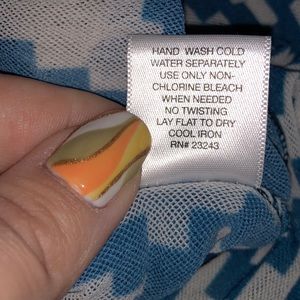 HAND WASH COLD
WATER SEPARATELY
USE ONLY NON-
CHLORINE BLEACH
WHEN NEEDED
NO TWISTING
LAY FLAT TO DRY
COOL IRON
RN# 23243